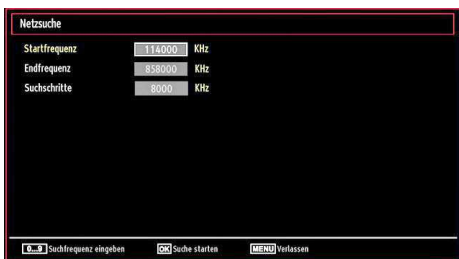 Netzsuche
Startfrequenz 114000 KHz
Endfrequenz 858000 KHz
Suchschritte 8000 KHz
0...9 Suchfrequenz eingeben OK Suche starten MENU Verlassen